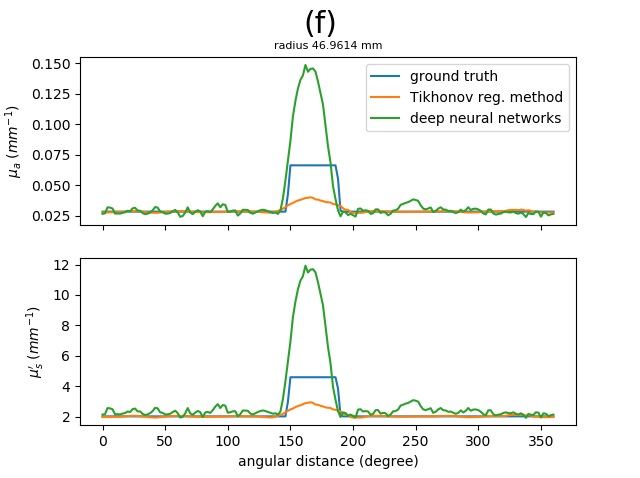 (f)
radius 46.9614 mm
0.150
0.125
0.100
0.075
0.050
0.025
μₐ (mm⁻¹)
ground truth
Tikhonov reg. method
deep neural networks
12
10
8
6
4
2
μ′ₛ (mm⁻¹)
0 50 100 150 200 250 300 350
angular distance (degree)